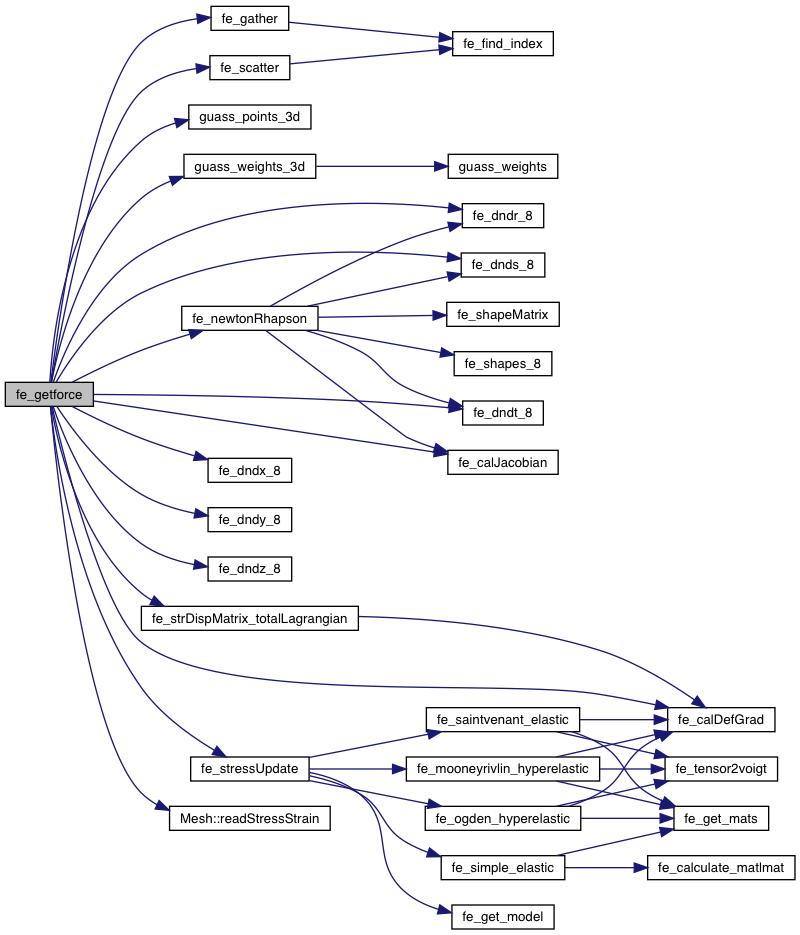 fe_gather
fe_find_index
fe_scatter
guass_points_3d
guass_weights_3d
guass_weights
fe_dndr_8
fe_dnds_8
fe_newtonRhapson
fe_shapeMatrix
fe_shapes_8
fe_getforce
fe_dndt_8
fe_calJacobian
fe_dndx_8
fe_dndy_8
fe_dndz_8
fe_strDispMatrix_totalLagrangian
fe_saintvenant_elastic
fe_calDefGrad
fe_stressUpdate
fe_mooneyrivlin_hyperelastic
fe_tensor2voigt
Mesh::readStressStrain
fe_ogden_hyperelastic
fe_get_mats
fe_simple_elastic
fe_calculate_matlmat
fe_get_model